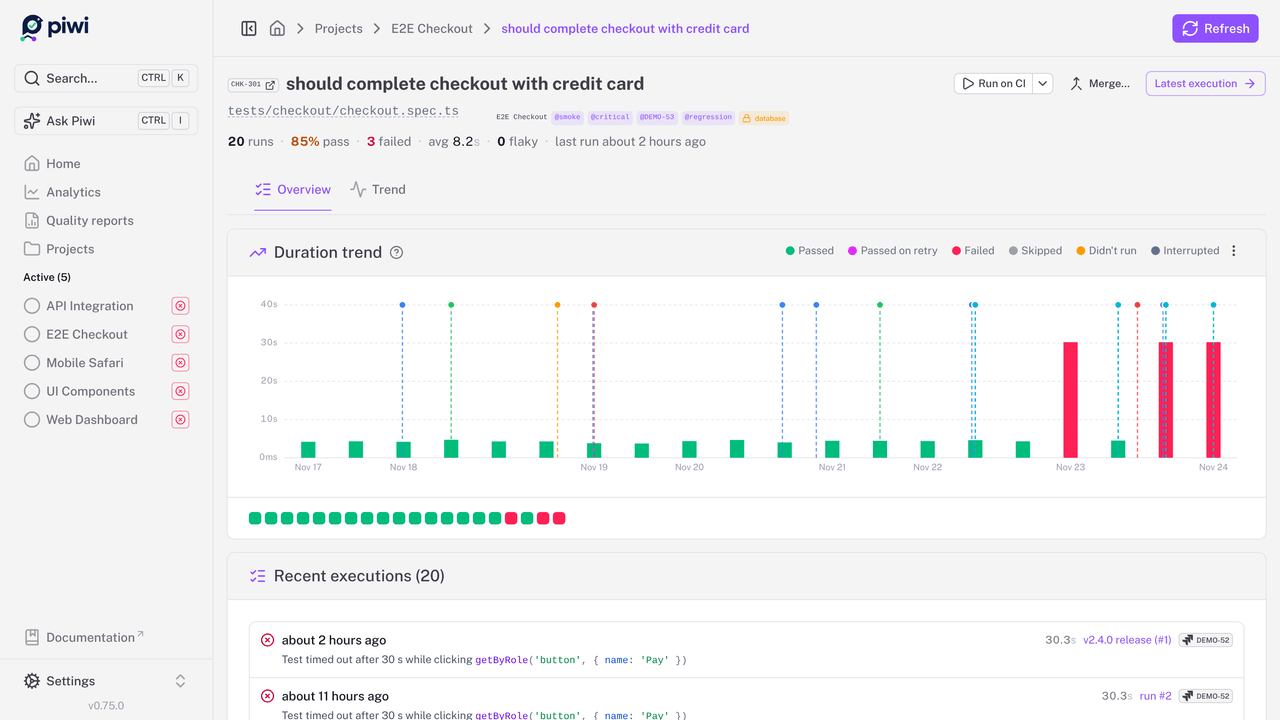 piwi
Search... CTRL K
Ask Piwi CTRL I
Home
Analytics
Quality reports
Projects
Active (5)
API Integration
E2E Checkout
Mobile Safari
UI Components
Web Dashboard
Documentation
Settings
v0.75.0
Projects E2E Checkout should complete checkout with credit card
Refresh
CHK-301 should complete checkout with credit card
Run on CI Merge... Latest execution
tests/checkout/checkout.spec.ts E2E Checkout @smoke @critical @DEMO-53 @regression database
20 runs · 85% pass · 3 failed · avg 8.2s · 0 flaky · last run about 2 hours ago
Overview Trend
Duration trend
Passed Passed on retry Failed Skipped Didn't run Interrupted
40s
30s
20s
10s
0ms
Nov 17 Nov 18 Nov 19 Nov 20 Nov 21 Nov 22 Nov 23 Nov 24
Recent executions (20)
about 2 hours ago 30.3s v2.4.0 release (#1) DEMO-52
Test timed out after 30 s while clicking getByRole('button', { name: 'Pay' })
about 11 hours ago 30.3s run #2 DEMO-52
Test timed out after 30 s while clicking getByRole('button', { name: 'Pay' })